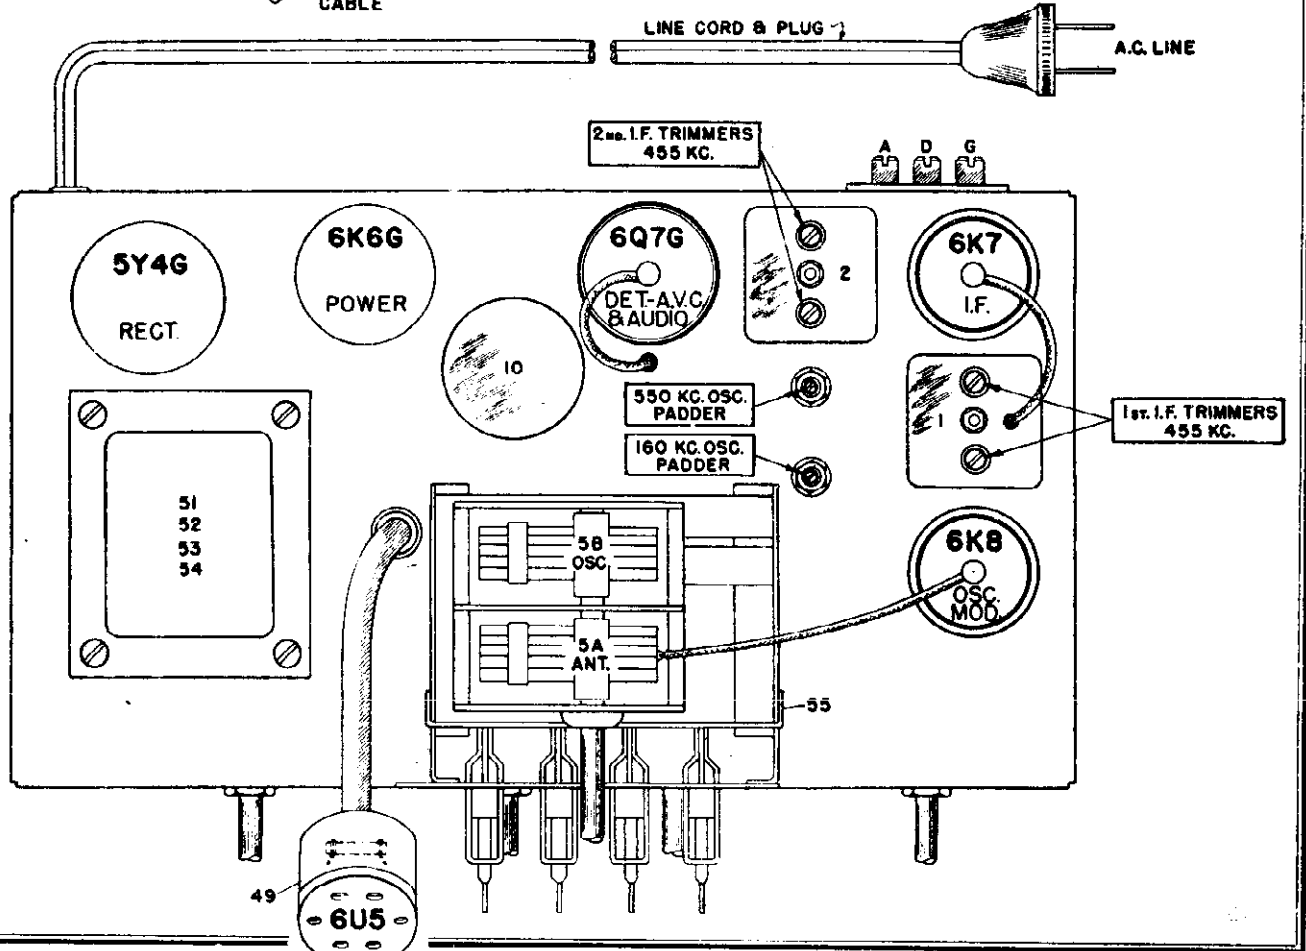 CABLE
LINE CORD & PLUG
A.C. LINE
2ND. I.F. TRIMMERS
455 KC.
A D G
5Y4G
RECT.
6K6G
POWER
6Q7G
DET-A.V.C.
& AUDIO
2
6K7
I.F.
10
550 KC. OSC.
PADDER
160 KC. OSC.
PADDER
1
1ST. I.F. TRIMMERS
455 KC.
51
52
53
54
5B
OSC.
5A
ANT.
6K8
OSC.
MOD.
55
49
6U5